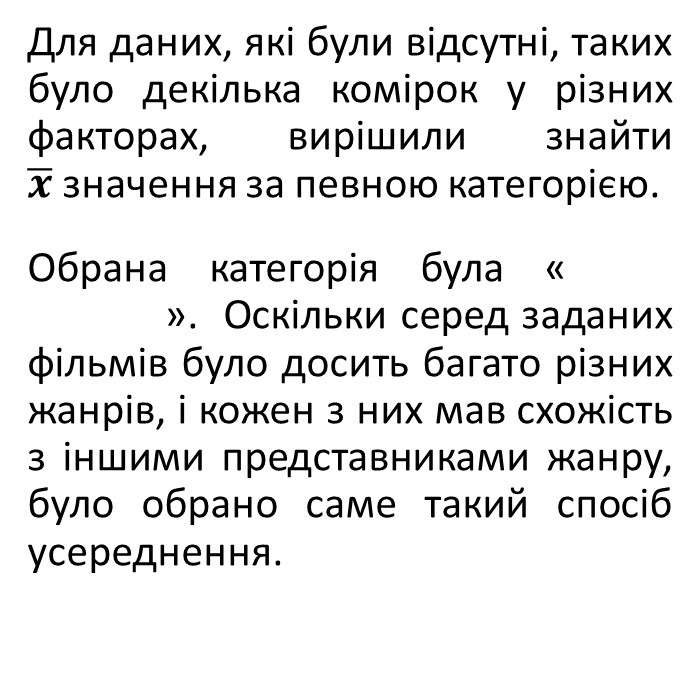 Для даних, які були відсутні, таких
було декілька комірок у різних
факторах, вирішили знайти
x̅ значення за певною категорією.
Обрана категорія була «
». Оскільки серед заданих
фільмів було досить багато різних
жанрів, і кожен з них мав схожість
з іншими представниками жанру,
було обрано саме такий спосіб
усереднення.